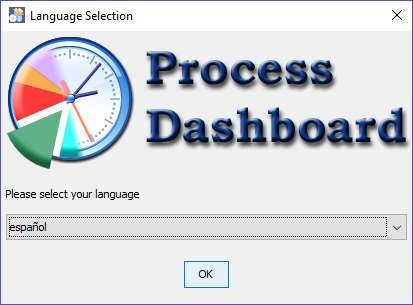 Language Selection
Process
Dashboard
Please select your language
español
OK